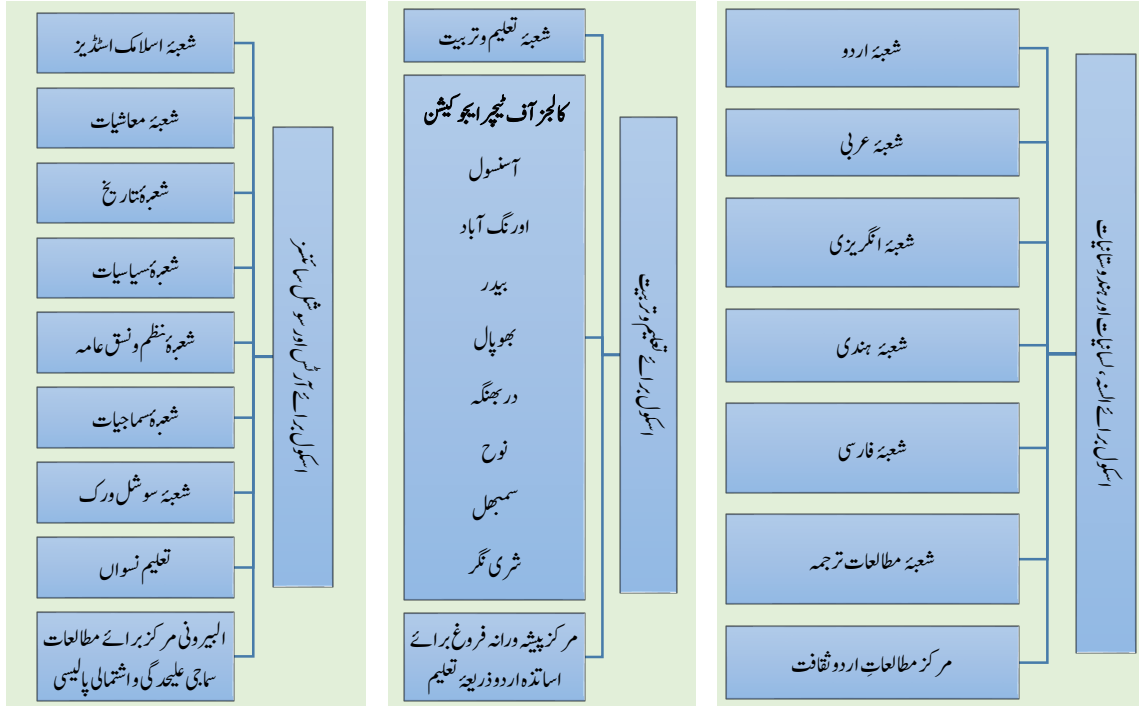 اسکول برائے السنہ، لسانیات اور ہندوستانیات
شعبۂ اردو
شعبۂ عربی
شعبۂ انگریزی
شعبۂ ہندی
شعبۂ فارسی
شعبۂ مطالعات ترجمہ
مرکز مطالعاتِ اردو ثقافت
اسکول برائے تعلیم و تربیت
شعبۂ تعلیم و تربیت
کالجز آف ٹیچر ایجوکیشن
آسنسول
اورنگ آباد
بیدر
بھوپال
دربھنگہ
نوح
سمبھل
شری نگر
مرکز پیشہ ورانہ فروغ برائے
اساتذہ اردو ذریعۂ تعلیم
اسکول برائے آرٹس اور سوشل سائنسز
شعبۂ اسلامک اسٹڈیز
شعبۂ معاشیات
شعبۂ تاریخ
شعبۂ سیاسیات
شعبۂ نظم و نسق عامہ
شعبۂ سماجیات
شعبۂ سوشل ورک
تعلیم نسواں
البیرونی مرکز برائے مطالعات
سماجی علیحدگی و اشتمالی پالیسی